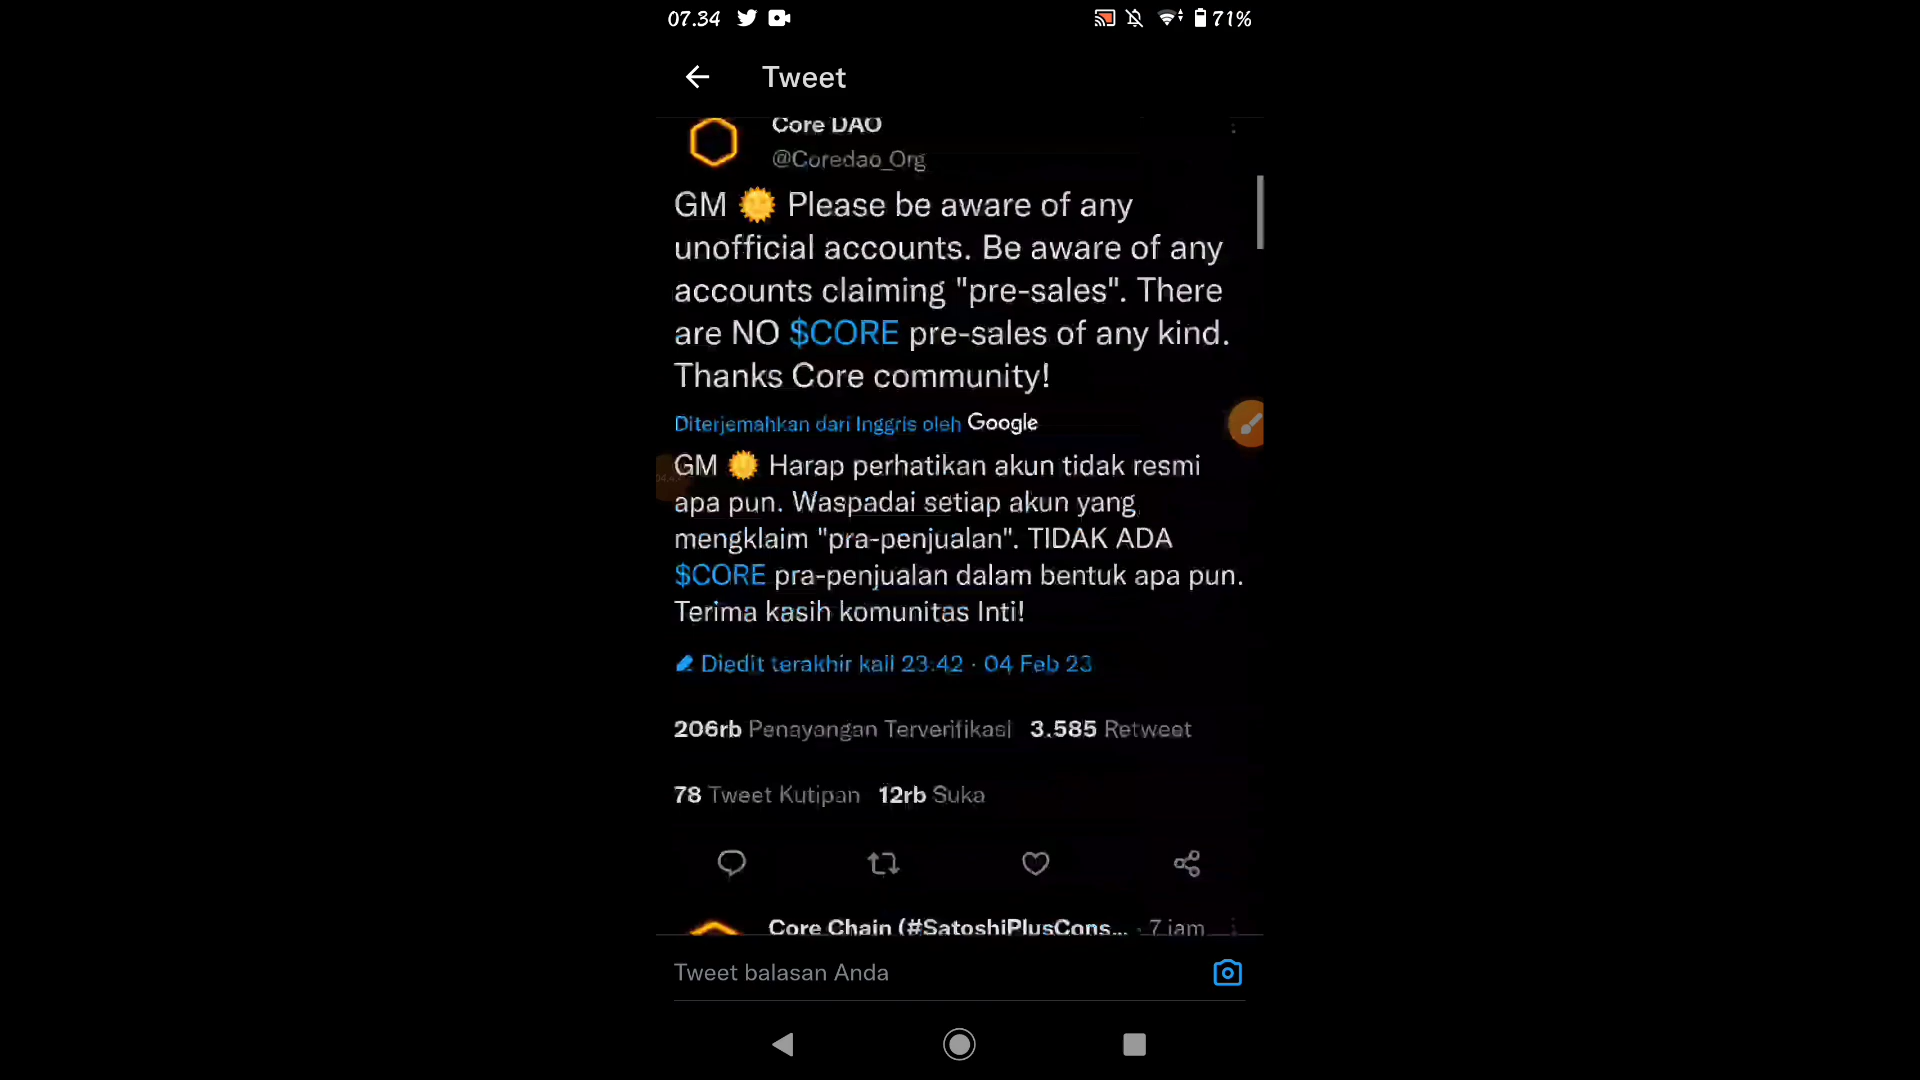 07.34 71%
Tweet
Core DAO
@Coredao_Org
GM 🌞 Please be aware of any
unofficial accounts. Be aware of any
accounts claiming "pre-sales". There
are NO $CORE pre-sales of any kind.
Thanks Core community!
Diterjemahkan dari Inggris oleh Google
GM 🌞 Harap perhatikan akun tidak resmi
apa pun. Waspadai setiap akun yang
mengklaim "pra-penjualan". TIDAK ADA
$CORE pra-penjualan dalam bentuk apa pun.
Terima kasih komunitas Inti!
Diedit terakhir kali 23:42 · 04 Feb 23
206rb Penayangan Terverifikasi 3.585 Retweet
78 Tweet Kutipan 12rb Suka
Core Chain (#SatoshiPlusCons... · 7 jam
Tweet balasan Anda